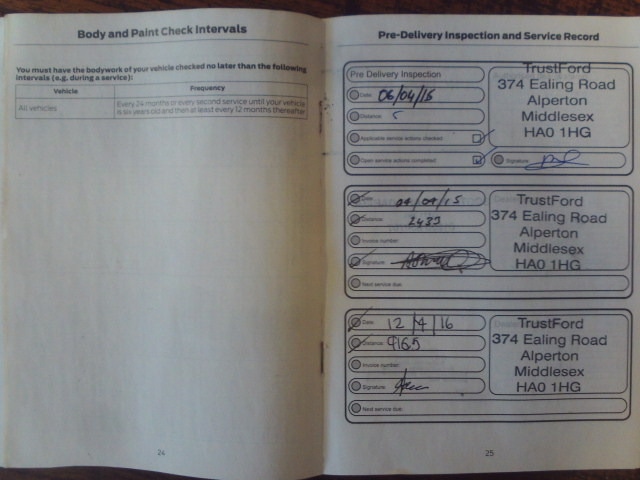 Body and Paint Check Intervals
You must have the bodywork of your vehicle checked no later than the following
intervals (e.g. during a service):
Vehicle Frequency
All vehicles
Every 24 months or every second service until your vehicle
is six years old and then at least every 12 months thereafter
24
Pre-Delivery Inspection and Service Record
Pre Delivery Inspection
Date: 06/04/15
Distance: 5
Applicable service actions checked
Open service actions completed
TrustFord
374 Ealing Road
Alperton
Middlesex
HA0 1HG
Signature:
Date: 04/09/15
Distance: 2439
Invoice number:
Signature:
Next service due:
TrustFord
374 Ealing Road
Alperton
Middlesex
HA0 1HG
Date: 12/4/16
Distance: 9165
Invoice number:
Signature:
Next service due:
TrustFord
374 Ealing Road
Alperton
Middlesex
HA0 1HG
25